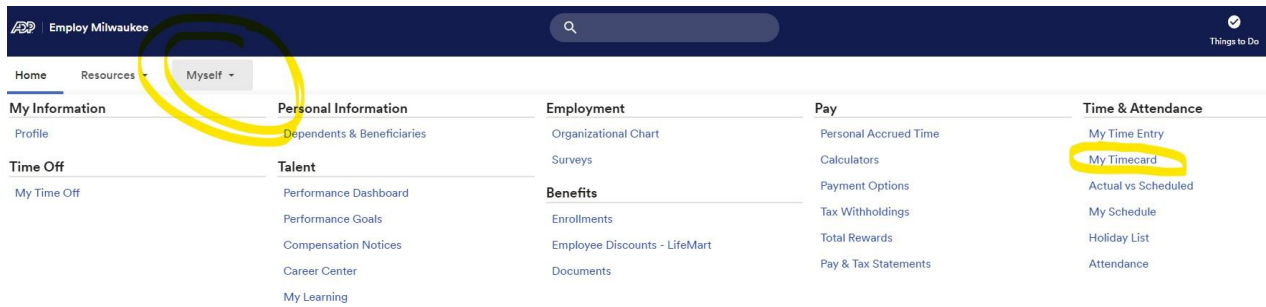 ADP Employ Milwaukee
Things to Do
Home Resources Myself
My Information
Profile
Time Off
My Time Off
Personal Information
Dependents & Beneficiaries
Talent
Performance Dashboard
Performance Goals
Compensation Notices
Career Center
My Learning
Employment
Organizational Chart
Surveys
Benefits
Enrollments
Employee Discounts - LifeMart
Documents
Pay
Personal Accrued Time
Calculators
Payment Options
Tax Withholdings
Total Rewards
Pay & Tax Statements
Time & Attendance
My Time Entry
My Timecard
Actual vs Scheduled
My Schedule
Holiday List
Attendance